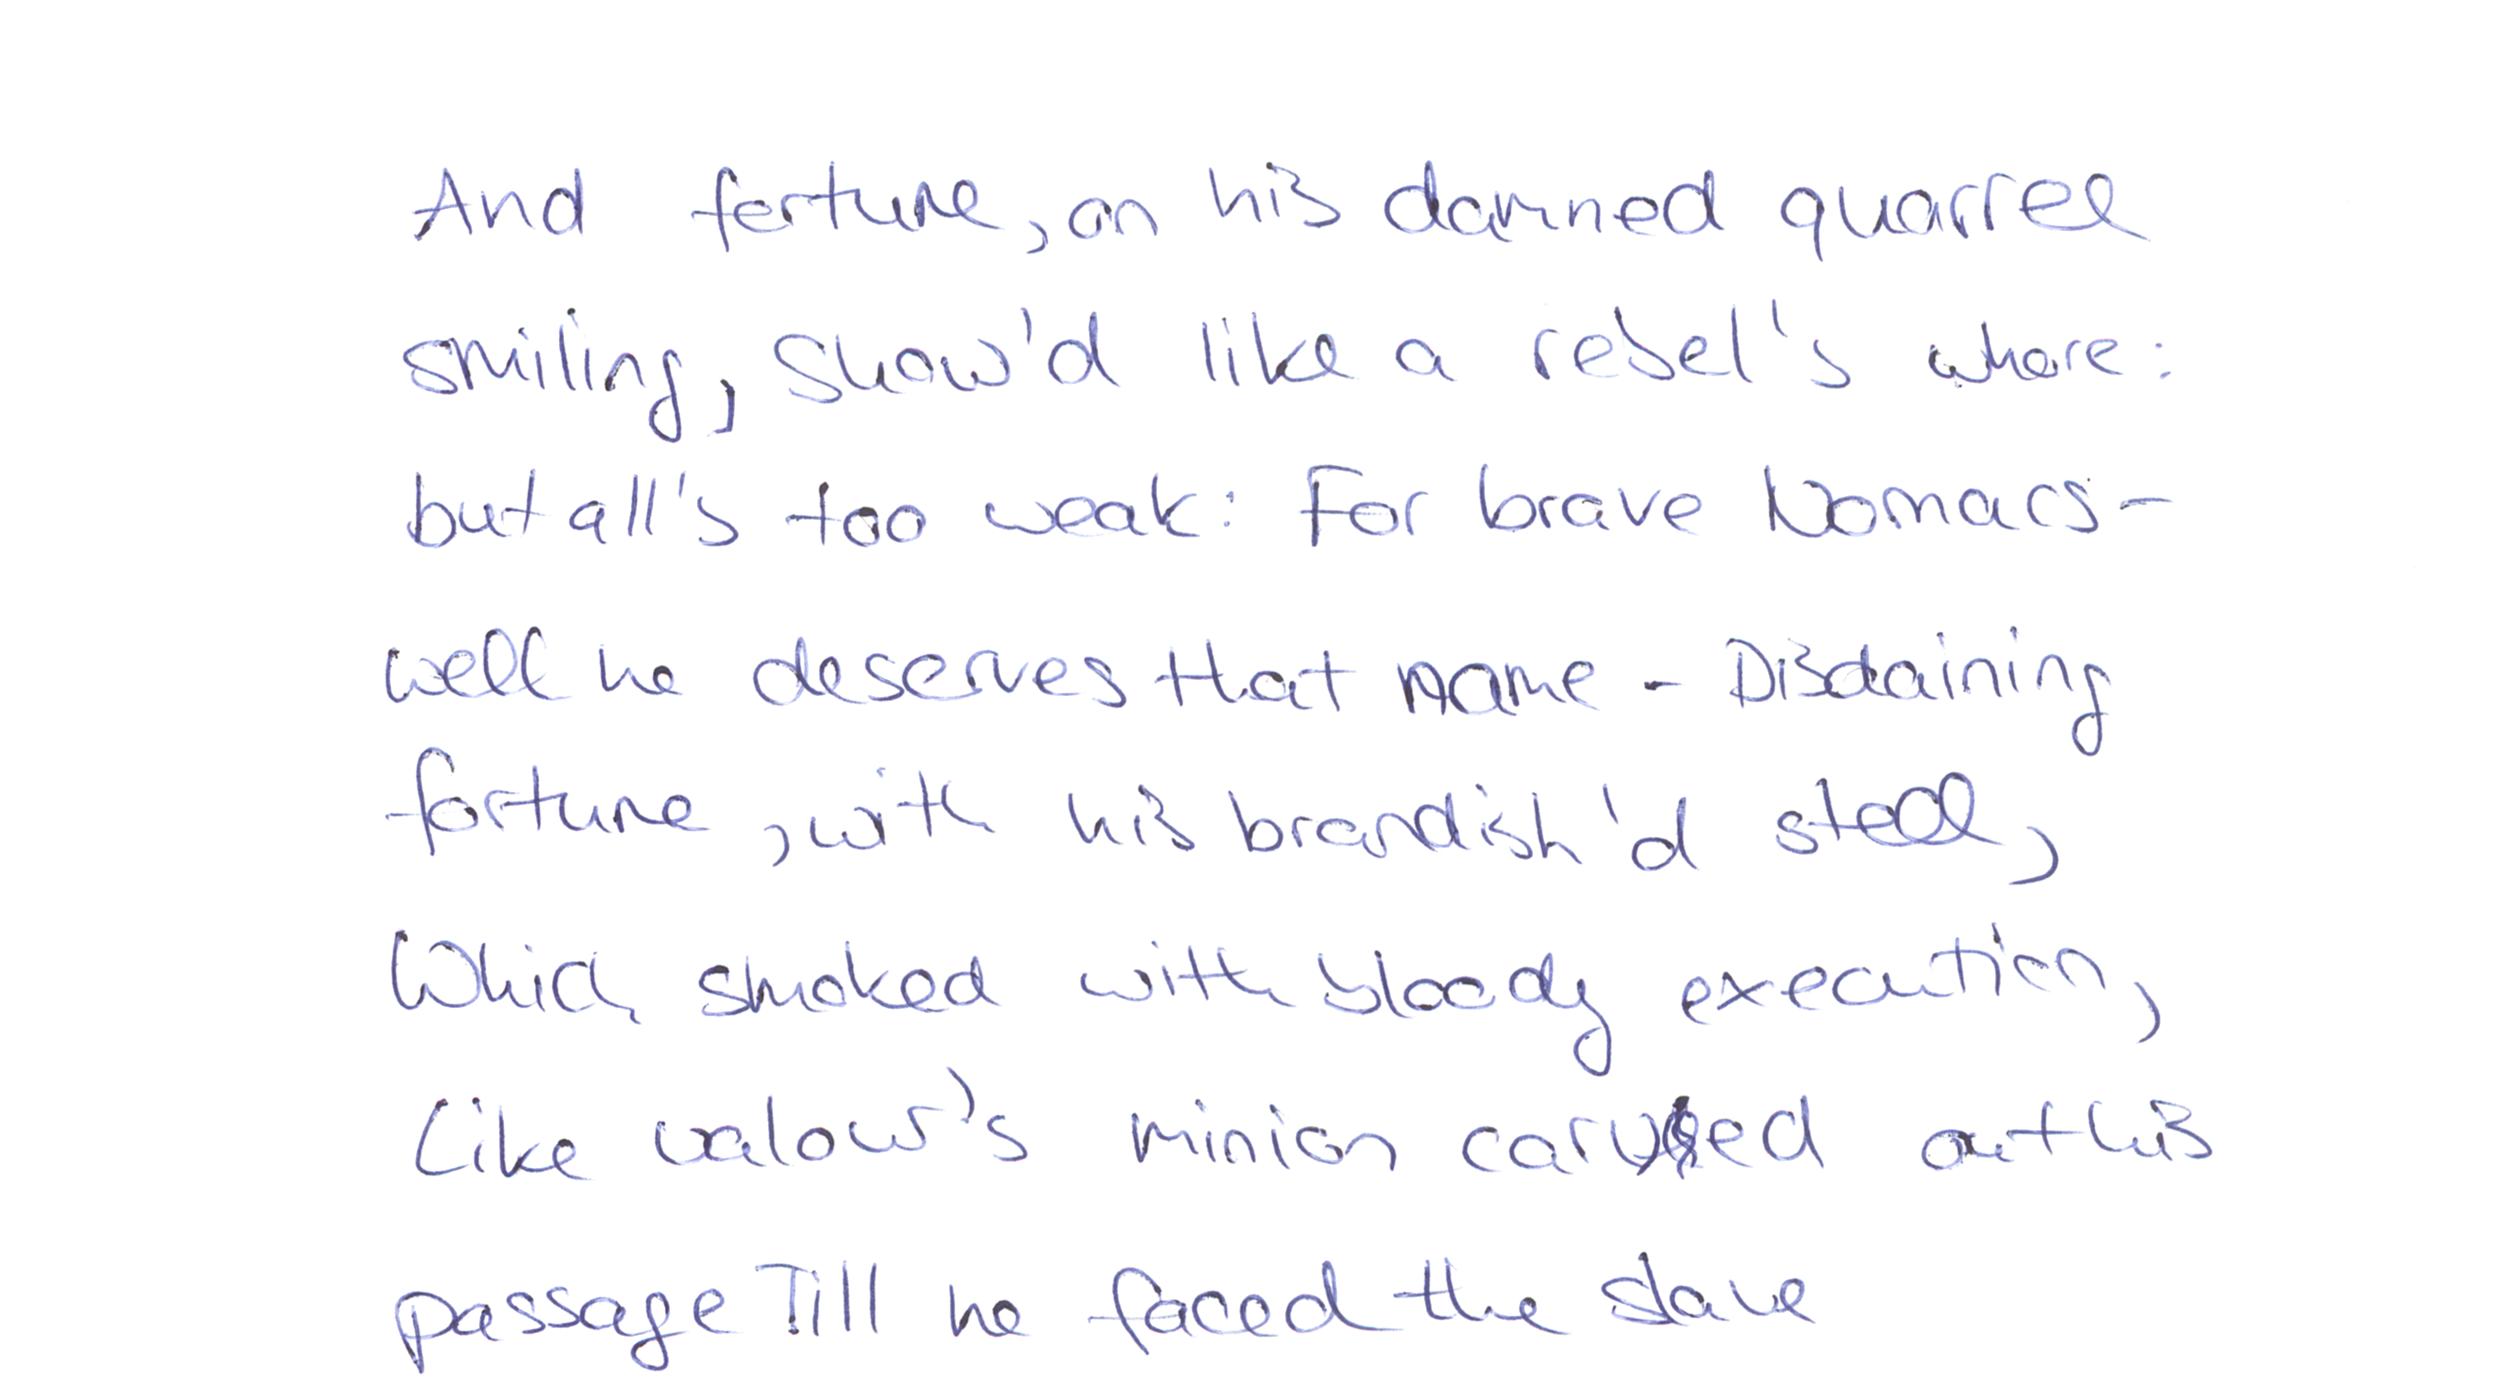 And fortune, on his damned quarrel
smiling, Show'd like a rebel's whore:
but all's too weak: For brave Nomacs-
well he deserves that name - Disdaining
fortune, with his brandish'd steel,
Which smoked with bloody execution,
Like valour's minion carved out his
passage Till he faced the slave